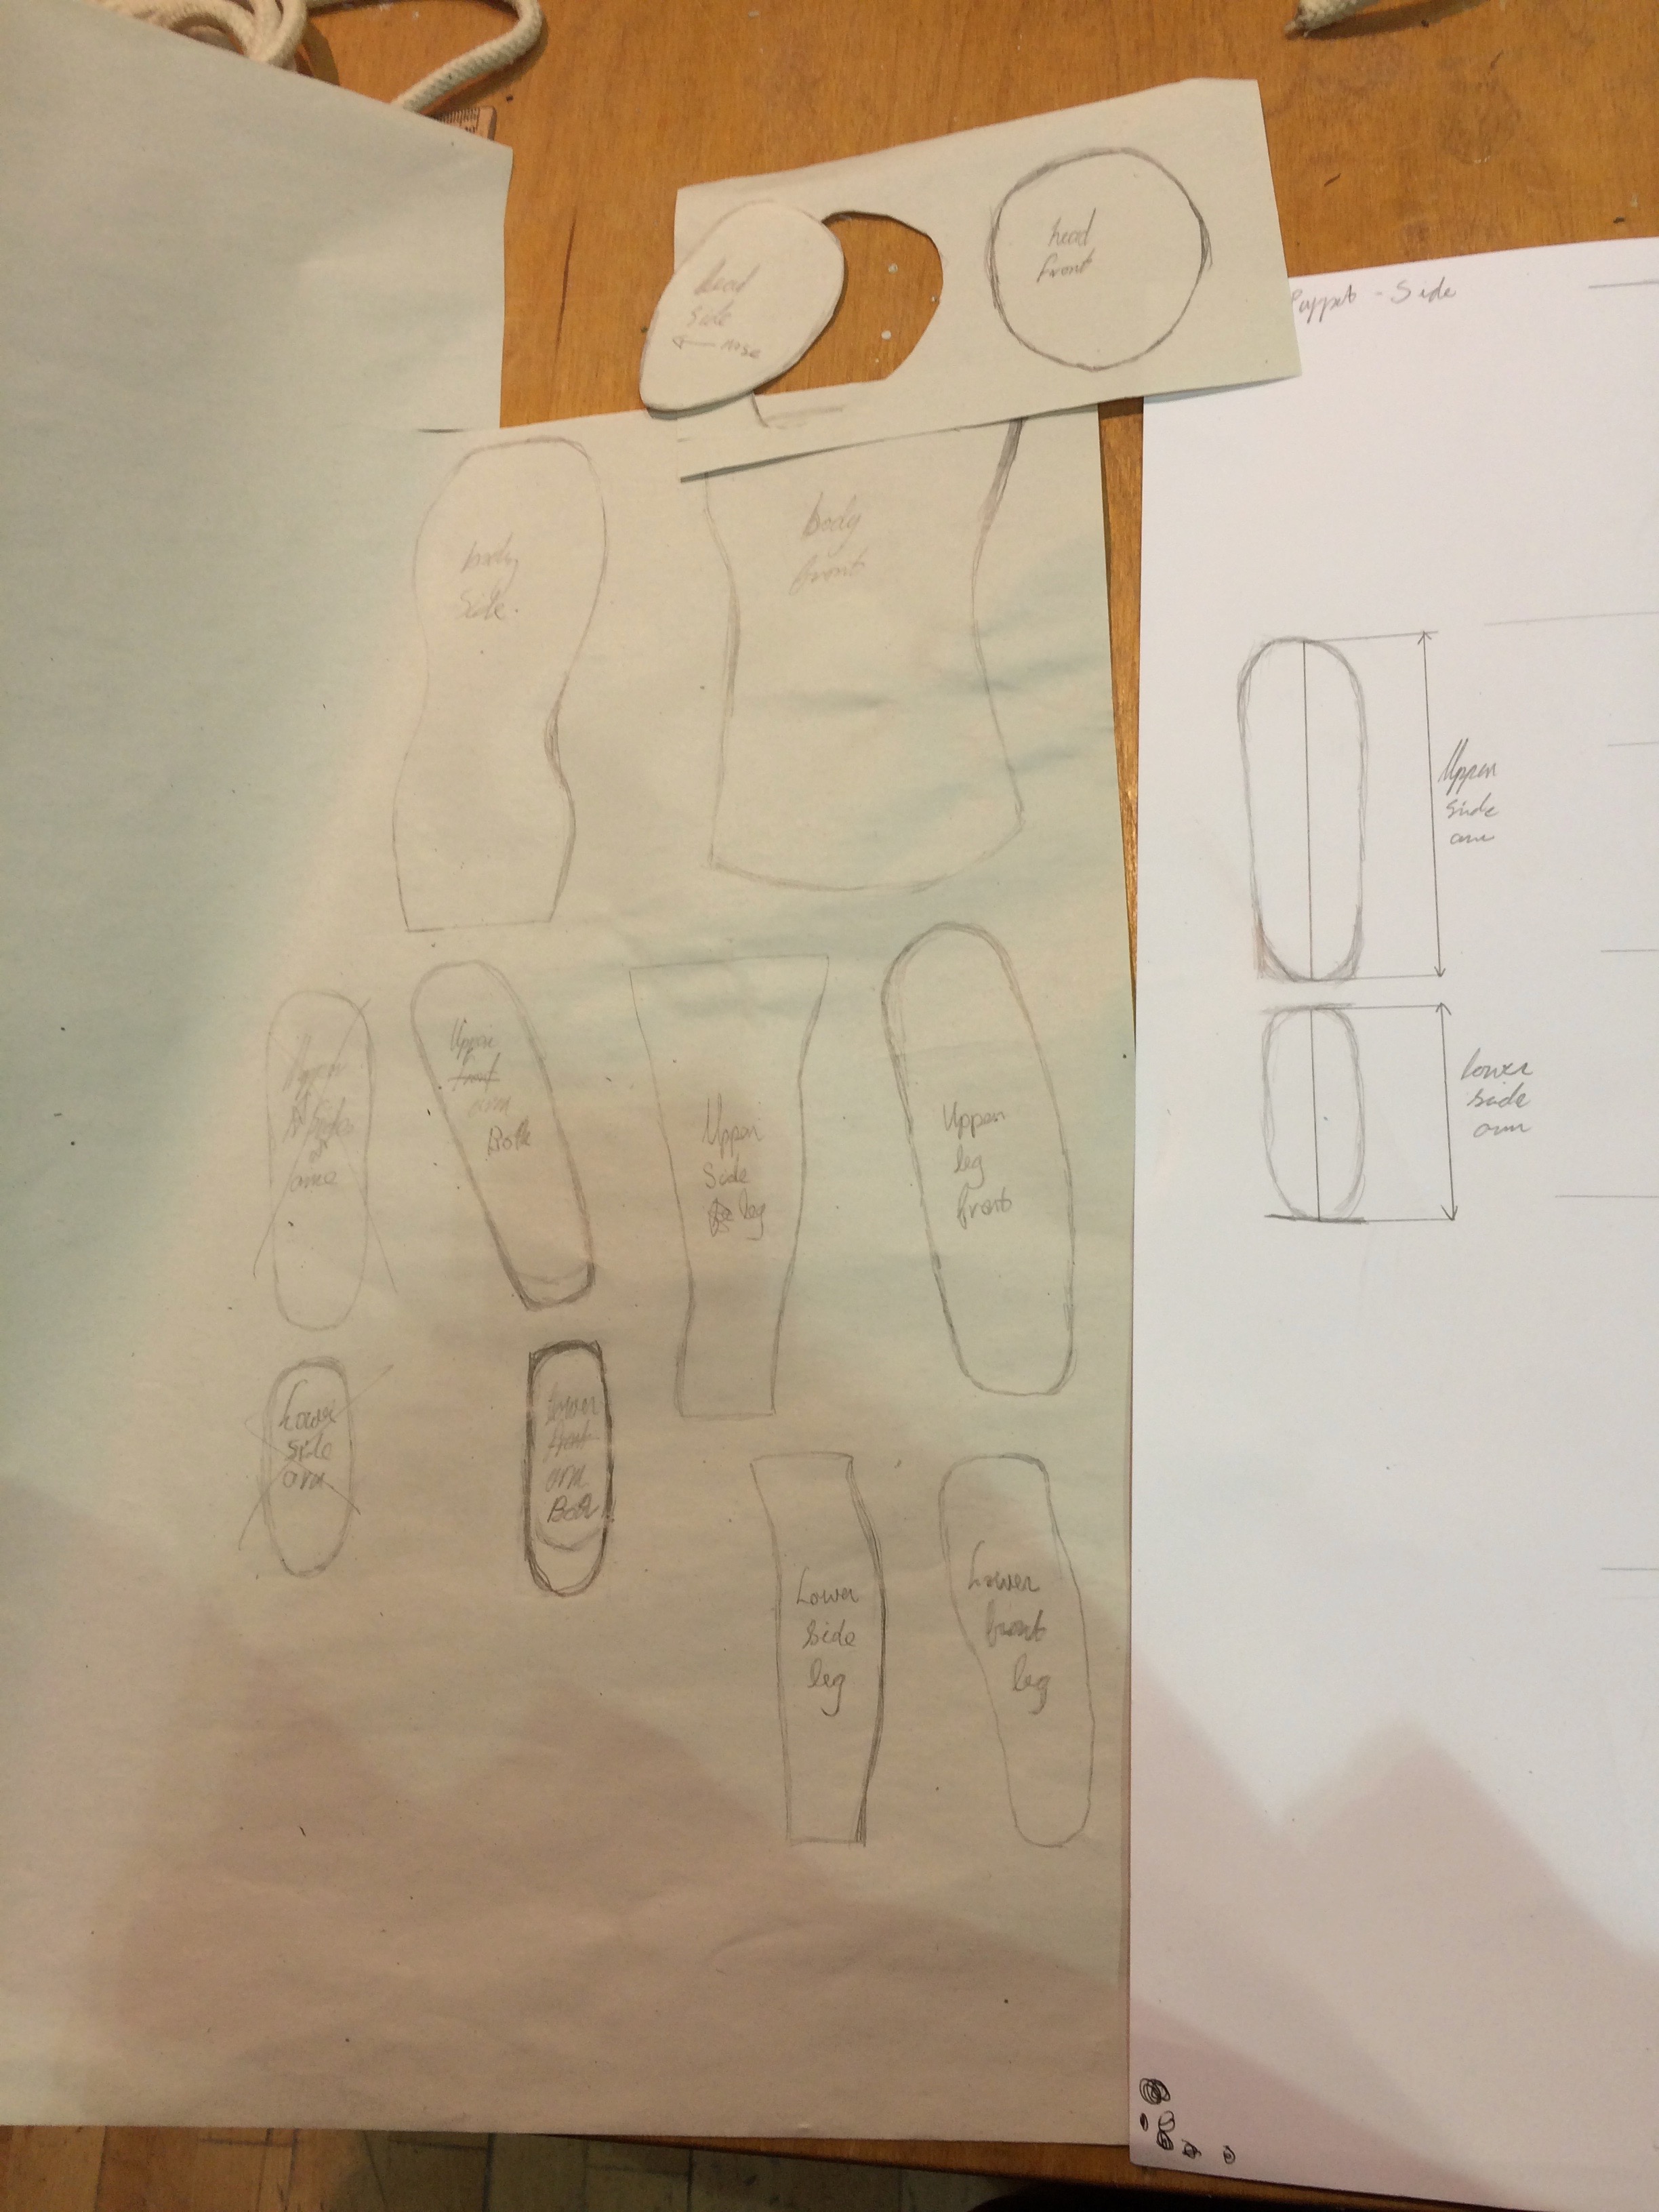 head
side
← nose
head
front
Puppet - Side
body
side.
body
front
Upper
side
arm
Upper
front
arm
Both
Upper
Side
leg
Upper
leg
front
Upper
side
arm
lower
side
arm
Lower
side
arm
lower
front
arm
Both
Lower
side
leg
Lower
front
leg